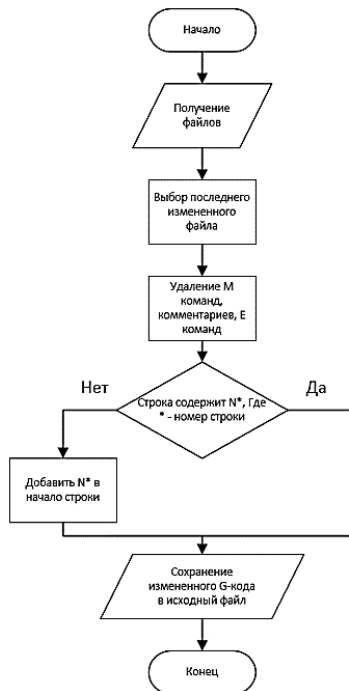 Начало
Получение
файлов
Выбор последнего
измененного
файла
Удаление М
команд,
комментариев, Е
команд
Нет
Да
Строка содержит N*, Где
* - номер строки
Добавить N* в
начало строки
Сохранение
измененного G-кода
в исходный файл
Конец